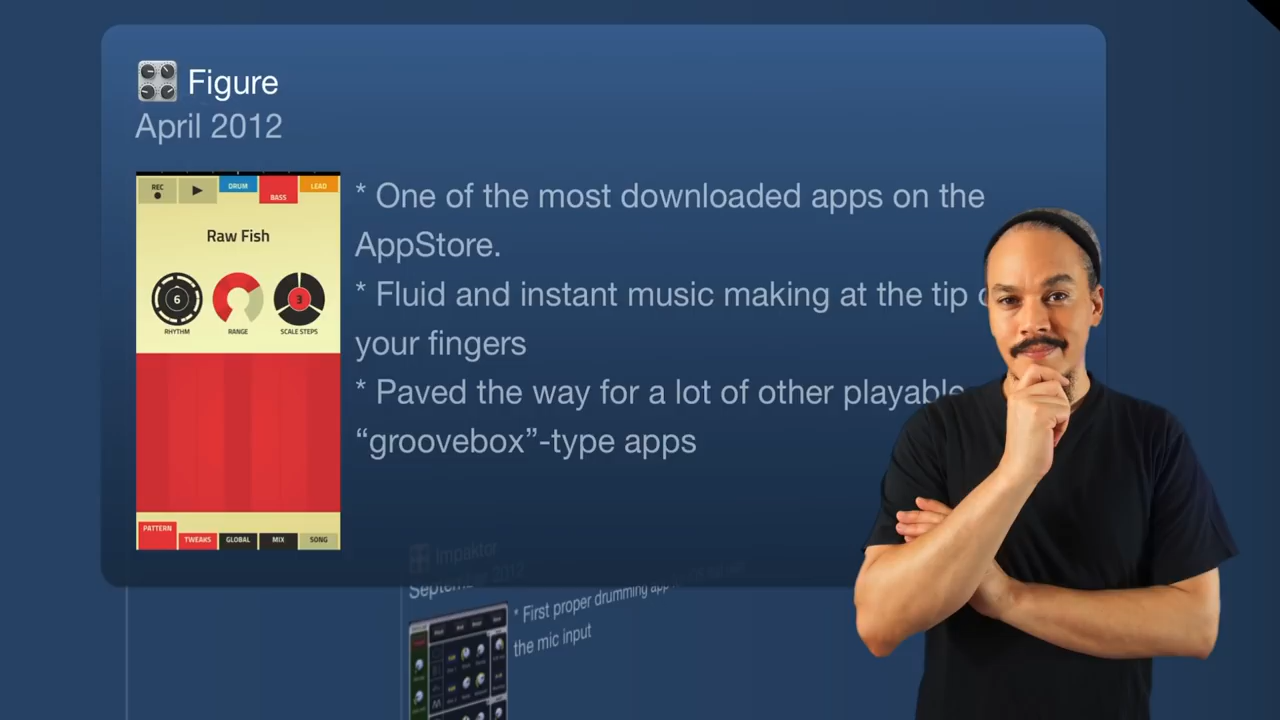 Figure
April 2012
REC
DRUM
BASS
LEAD
Raw Fish
6
3
RHYTHM
RANGE
SCALE STEPS
PATTERN
TWEAKS
GLOBAL
MIX
SONG
* One of the most downloaded apps on the
AppStore.
* Fluid and instant music making at the tip
your fingers
* Paved the way for a lot of other playable
“groovebox”-type apps
Impaktor
September 2012
* First proper drumming app
the mic input